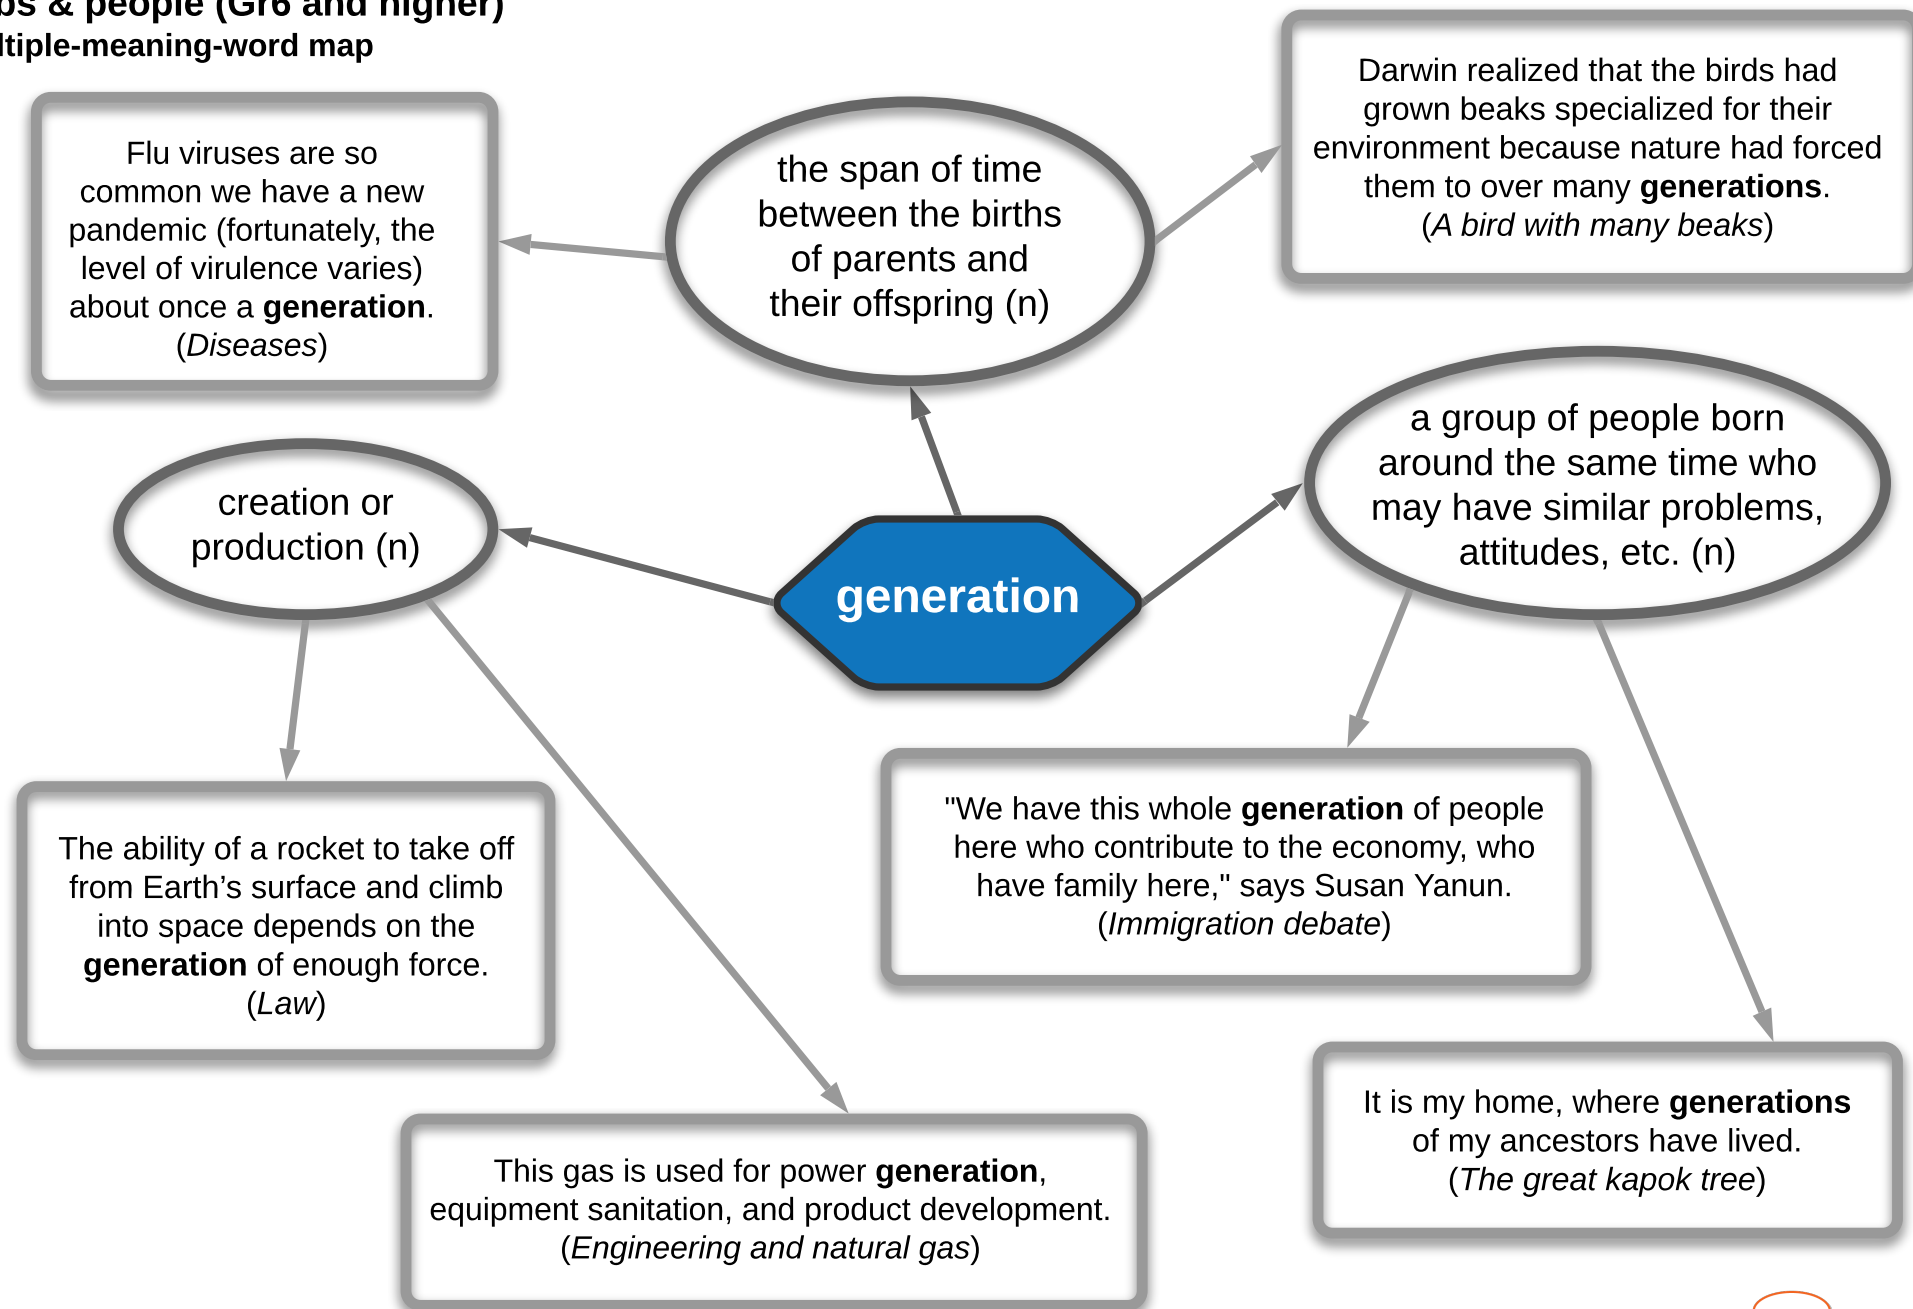 & people (Gr6 and higher)
map
Flu viruses are so
common we have a new
pandemic (fortunately, the
level of virulence varies)
about once a generation.
(Diseases)
the span of time
between the births
of parents and
their offspring (n)
Darwin realized that the birds had
grown beaks specialized for their
environment because nature had forced
them to over many generations.
(A bird with many beaks)
creation or
production (n)
generation
a group of people born
around the same time who
may have similar problems,
attitudes, etc. (n)
The ability of a rocket to take off
from Earth’s surface and climb
into space depends on the
generation of enough force.
(Law)
"We have this whole generation of people
here who contribute to the economy, who
have family here," says Susan Yanun.
(Immigration debate)
This gas is used for power generation,
equipment sanitation, and product development.
(Engineering and natural gas)
It is my home, where generations
of my ancestors have lived.
(The great kapok tree)